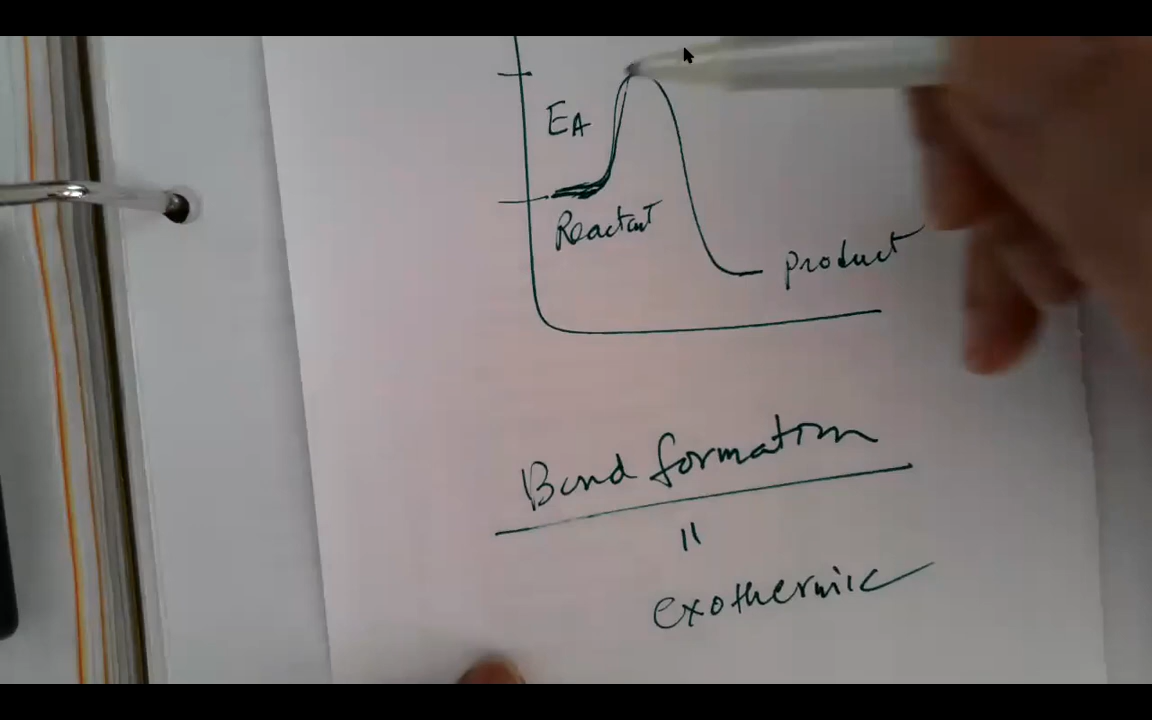 EA
Reactant
product
Bond formation
=
exothermic